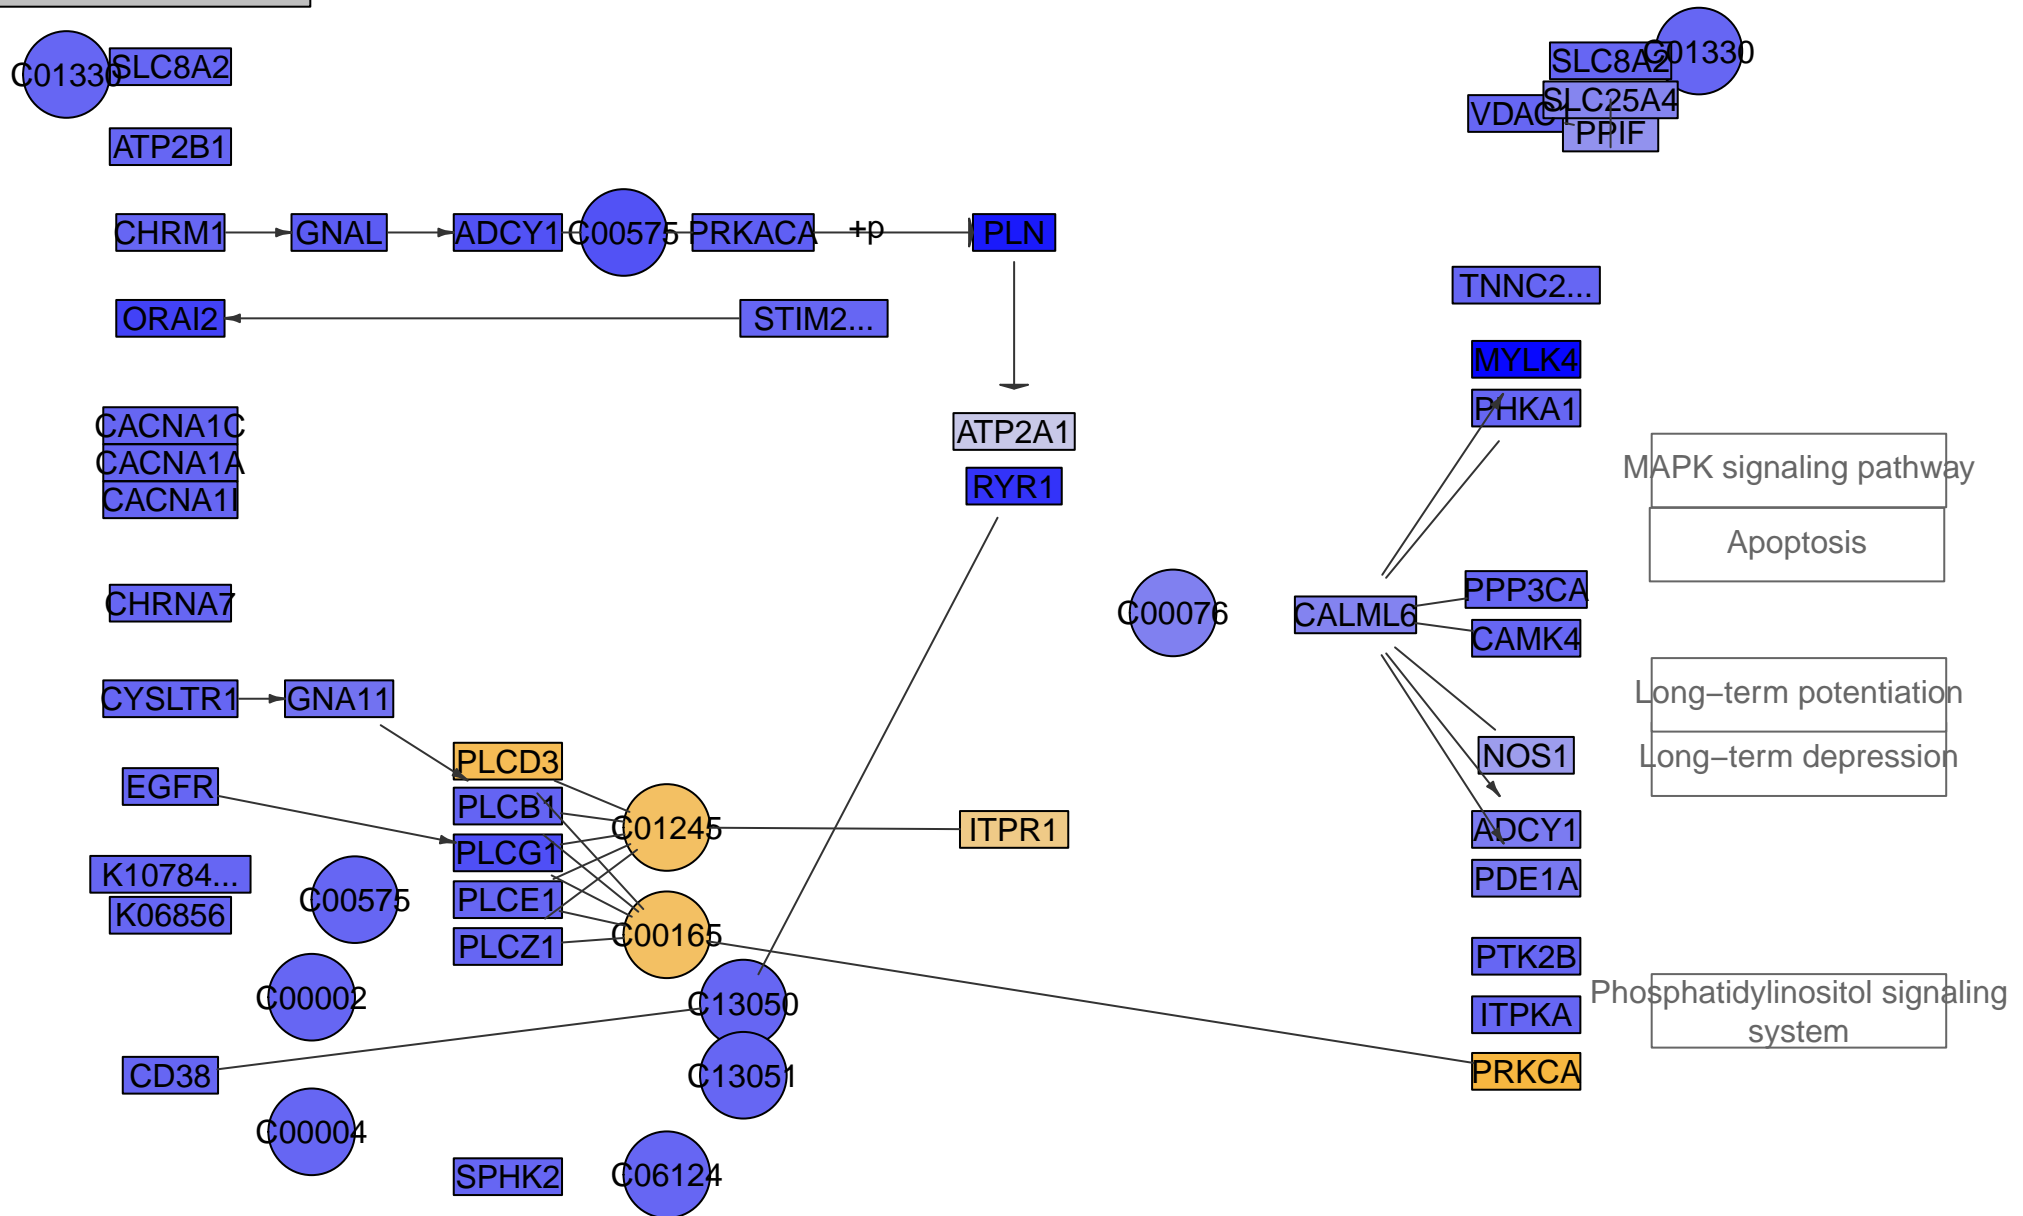 C01330
SLC8A2
SLC8A2
C01330
SLC25A4
VDAC1
PPIF
ATP2B1
CHRM1
GNAL
ADCY1
C00575
PRKACA
+p
PLN
TNNC2...
ORAI2
STIM2...
MYLK4
PHKA1
CACNA1C
CACNA1A
CACNA1I
ATP2A1
RYR1
MAPK signaling pathway
Apoptosis
CHRNA7
C00076
CALML6
PPP3CA
CAMK4
CYSLTR1
GNA11
Long–term potentiation
Long–term depression
NOS1
PLCD3
EGFR
PLCB1
C01245
ITPR1
ADCY1
PLCG1
K10784...
K06856
C00575
PLCE1
PDE1A
PLCZ1
C00165
PTK2B
C00002
C13050
ITPKA
Phosphatidylinositol signaling
system
CD38
C13051
PRKCA
C00004
SPHK2
C06124